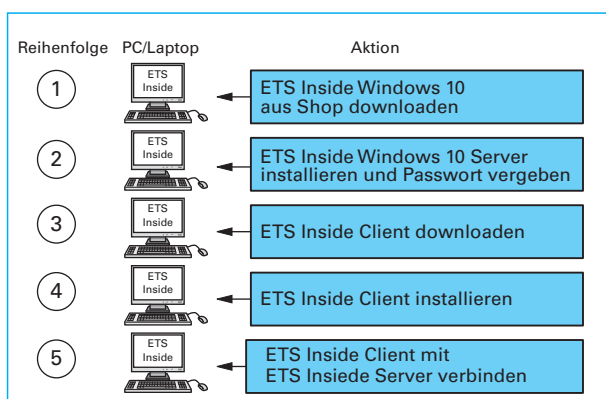 Reihenfolge PC/Laptop Aktion
1
ETS
Inside
ETS Inside Windows 10
aus Shop downloaden
2
ETS
Inside
ETS Inside Windows 10 Server
installieren und Passwort vergeben
3
ETS
Inside
ETS Inside Client downloaden
4
ETS
Inside
ETS Inside Client installieren
5
ETS
Inside
ETS Inside Client mit
ETS Insiede Server verbinden